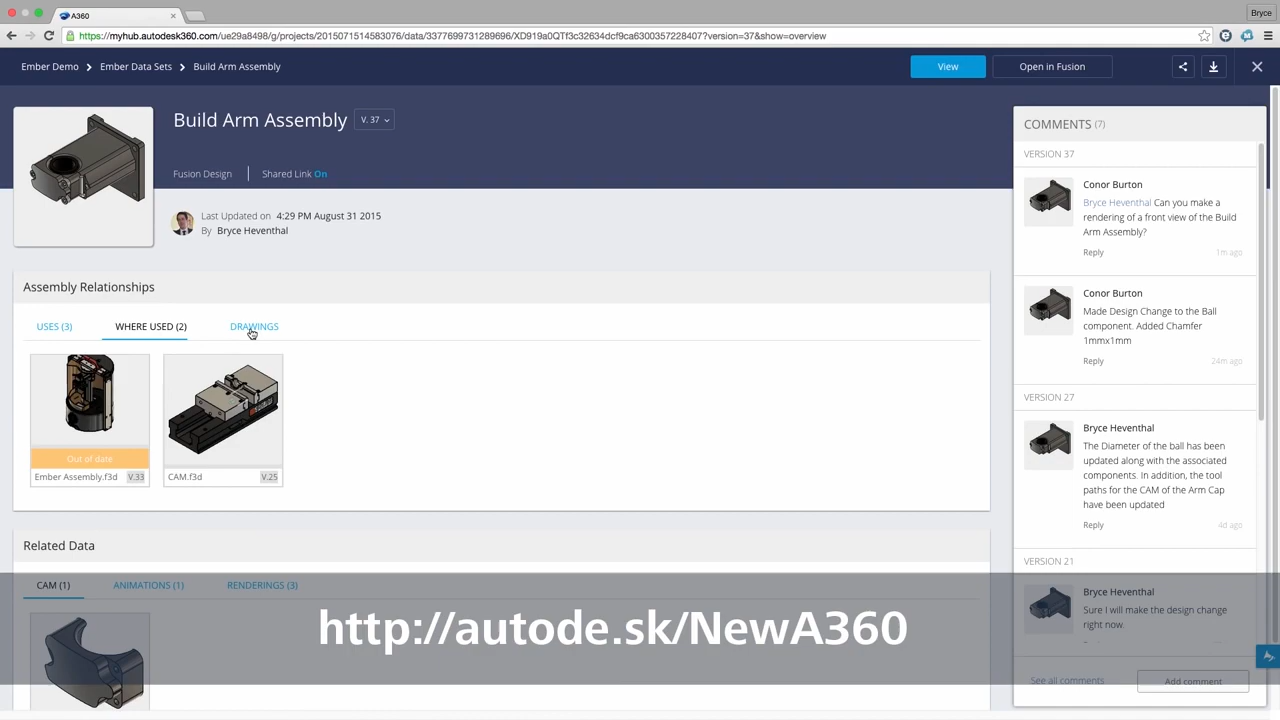 A360
Bryce
https://myhub.autodesk360.com/ue29a8498/g/projects/2015071514583076/data/3377699731289696/XD919a0QTf3c32634dcf9ca6300357228407?version=37&show=overview
Ember Demo
Ember Data Sets
Build Arm Assembly
View
Open in Fusion
Build Arm Assembly
V. 37
Fusion Design
Shared Link On
Last Updated on 4:29 PM August 31 2015
By Bryce Heventhal
Assembly Relationships
USES (3)
WHERE USED (2)
DRAWINGS
Out of date
Ember Assembly.f3d V.33
CAM.f3d V.25
Related Data
CAM (1)
ANIMATIONS (1)
RENDERINGS (3)
COMMENTS (7)
VERSION 37
Conor Burton
Bryce Heventhal Can you make a
rendering of a front view of the Build
Arm Assembly?
Reply 1m ago
Conor Burton
Made Design Change to the Ball
component. Added Chamfer
1mmx1mm
Reply 24m ago
VERSION 27
Bryce Heventhal
The Diameter of the ball has been
updated along with the associated
components. In addition, the tool
paths for the CAM of the Arm Cap
have been updated
Reply 4d ago
VERSION 21
Bryce Heventhal
Sure I will make the design change
right now.
See all comments
Add comment
http://autode.sk/NewA360